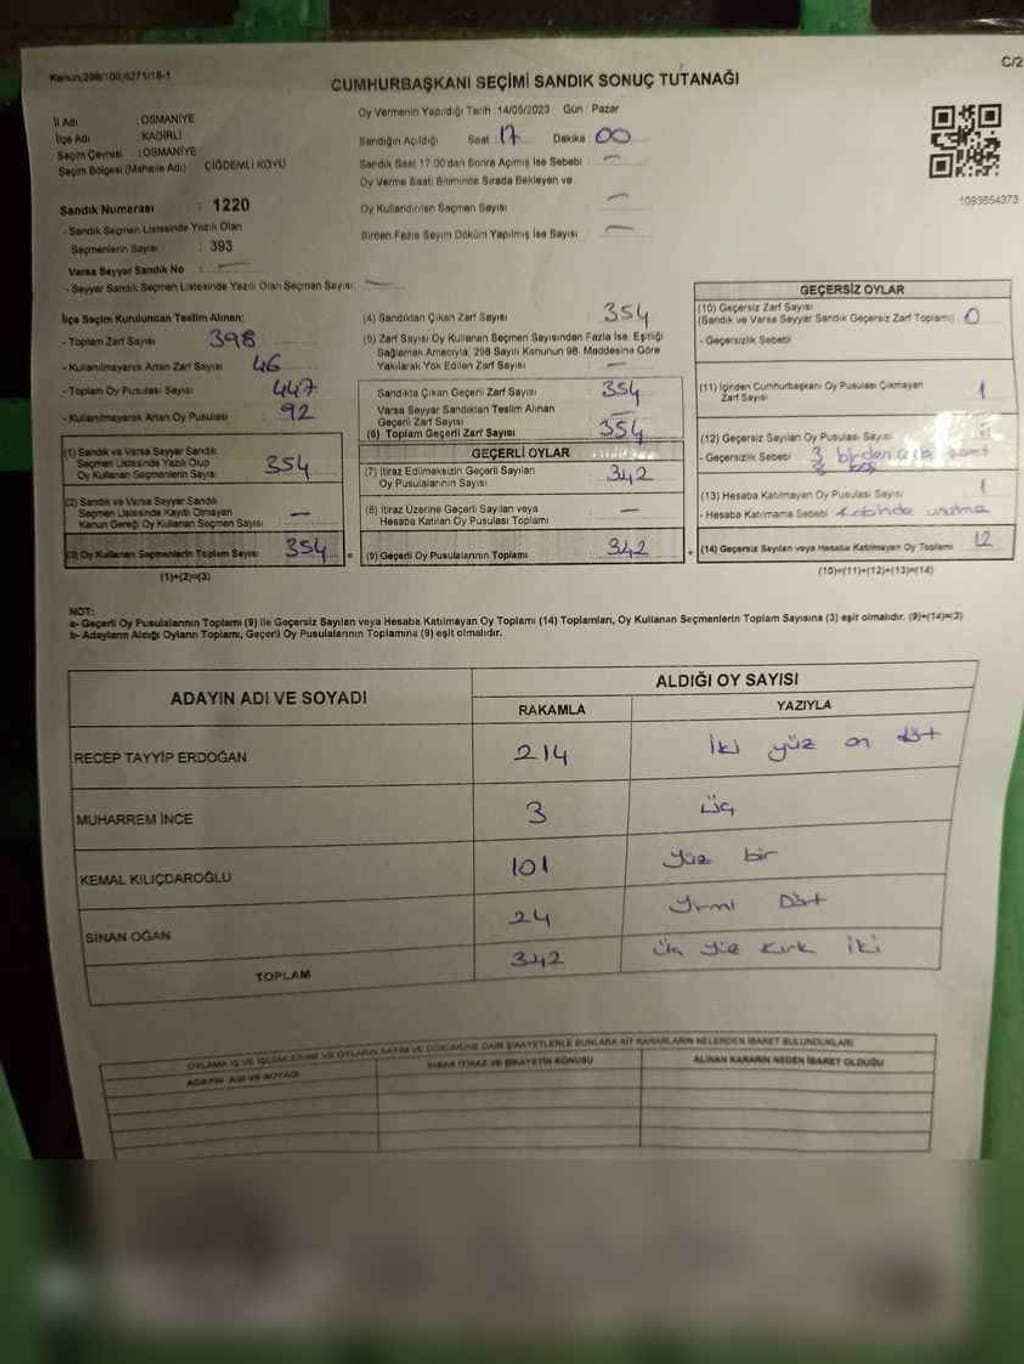 Kanun:298/109,6271/18-1
C/2
CUMHURBAŞKANI SEÇİMİ SANDIK SONUÇ TUTANAĞI
İl Adı : OSMANİYE
İlçe Adı : KADİRLİ
Seçim Çevresi : OSMANİYE
Seçim Bölgesi (Mahalle Adı) ÇİĞDEMLİ KÖYÜ
Sandık Numarası : 1220
- Sandık Seçmen Listesinde Yazılı Olan
Seçmenlerin Sayısı : 393
Varsa Seyyar Sandık No : —
- Seyyar Sandık Seçmen Listesinde Yazılı Olan Seçmen Sayısı: —
Oy Vermenin Yapıldığı Tarih :14/05/2023 Gün : Pazar
Sandığın Açıldığı Saat : 17 Dakika : 00
Sandık Saat 17:00'dan Sonra Açılmış İse Sebebi : —
Oy Verme Saati Bitiminde Sırada Bekleyen ve
Oy Kullandırılan Seçmen Sayısı —
Birden Fazla Sayım Döküm Yapılmış İse Sayısı —
1093654373
İlçe Seçim Kurulundan Teslim Alınan:
- Toplam Zarf Sayısı 398
- Kullanılmayarak Artan Zarf Sayısı 46
- Toplam Oy Pusulası Sayısı 447
- Kullanılmayarak Artan Oy Pusulası 92
(1) Sandık ve Varsa Seyyar Sandık
Seçmen Listesinde Yazılı Olup
Oy Kullanan Seçmenlerin Sayısı 354
(2) Sandık ve Varsa Seyyar Sandık
Seçmen Listesinde Kayıtlı Olmayan
Kanun Gereği Oy Kullanan Seçmen Sayısı —
(3) Oy Kullanan Seçmenlerin Toplam Sayısı 354 =
(1)+(2)=(3)
(4) Sandıktan Çıkan Zarf Sayısı 354
(5) Zarf Sayısı Oy Kullanan Seçmen Sayısından Fazla İse, Eşitliği
Sağlamak Amacıyla, 298 Sayılı Kanunun 98. Maddesine Göre
Yakılarak Yok Edilen Zarf Sayısı —
Sandıkta Çıkan Geçerli Zarf Sayısı 354
Varsa Seyyar Sandıktan Teslim Alınan
Geçerli Zarf Sayısı —
(6) Toplam Geçerli Zarf Sayısı 354
GEÇERLİ OYLAR
(7) İtiraz Edilmeksizin Geçerli Sayılan
Oy Pusulalarının Sayısı 342
(8) İtiraz Üzerine Geçerli Sayılan veya
Hesaba Katılan Oy Pusulası Toplamı —
(9) Geçerli Oy Pusulalarının Toplamı 342 +
GEÇERSİZ OYLAR
(10) Geçersiz Zarf Sayısı
(Sandık ve Varsa Seyyar Sandık Geçersiz Zarf Toplamı) 0
- Geçersizlik Sebebi
(11) İçinden Cumhurbaşkanı Oy Pusulası Çıkmayan
Zarf Sayısı 1
(12) Geçersiz Sayılan Oy Pusulası Sayısı
- Geçersizlik Sebebi 3 birden
boş
(13) Hesaba Katılmayan Oy Pusulası Sayısı 1
- Hesaba Katılmama Sebebi : Kabinde unutma
(14) Geçersiz Sayılan veya Hesaba Katılmayan Oy Toplamı 12
(10)+(11)+(12)+(13)=(14)
NOT:
a- Geçerli Oy Pusulalarının Toplamı (9) ile Geçersiz Sayılan veya Hesaba Katılmayan Oy Toplamı (14) Toplamları, Oy Kullanan Seçmenlerin Toplam Sayısına (3) eşit olmalıdır. (9)+(14)=(3)
b- Adayların Aldığı Oyların Toplamı, Geçerli Oy Pusulalarının Toplamına (9) eşit olmalıdır.
ADAYIN ADI VE SOYADI
ALDIĞI OY SAYISI
RAKAMLA YAZIYLA
RECEP TAYYİP ERDOĞAN 214 İki yüz on dört
MUHARREM İNCE 3 Üç
KEMAL KILIÇDAROĞLU 101 Yüz bir
SİNAN OĞAN 24 Yirmi Dört
TOPLAM 342 Üç yüz kırk iki
OYLAMA İŞ VE İŞLEMLERİNE VE OYLARIN SAYIM VE DÖKÜMÜNE DAİR ŞİKAYETLERLE BUNLARA AİT KARARLARIN NELERDEN İBARET BULUNDUKLARI
ADAYIN ADI VE SOYADI
İTİRAZ VE ŞİKAYETİN KONUSU
ALINAN KARARIN NEDEN İBARET OLDUĞU